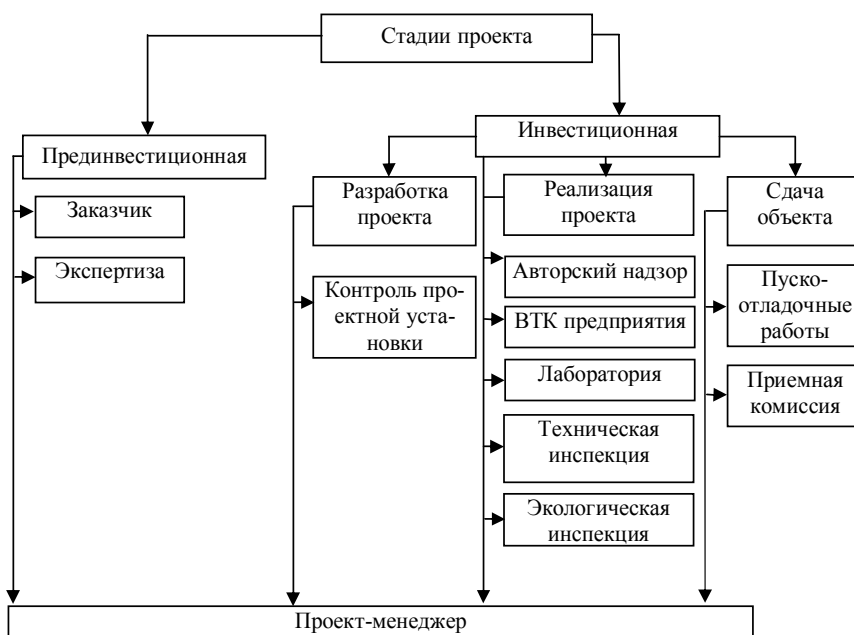 Стадии проекта
Прединвестиционная
Заказчик
Экспертиза
Инвестиционная
Разработка
проекта
Контроль про-
ектной уста-
новки
Реализация
проекта
Авторский надзор
ВТК предприятия
Лаборатория
Техническая
инспекция
Экологическая
инспекция
Сдача
объекта
Пуско-
отладочные
работы
Приемная
комиссия
Проект-менеджер